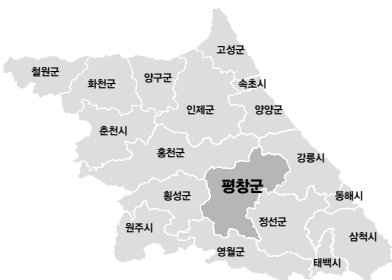 고성군
철원군
화천군
양구군
속초시
인제군
양양군
춘천시
홍천군
강릉시
평창군
횡성군
동해시
원주시
정선군
삼척시
영월군
태백시